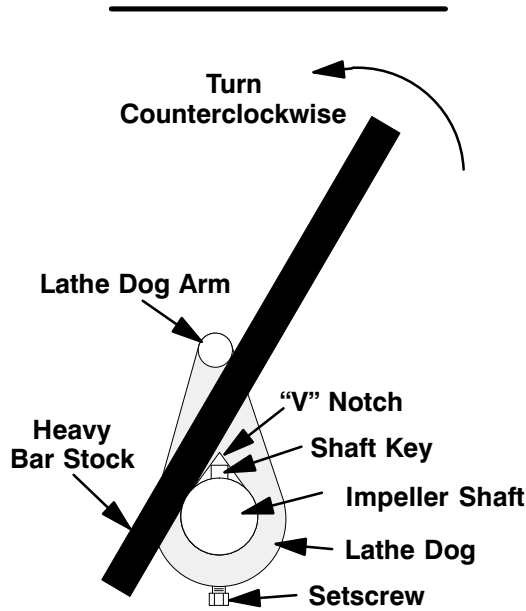 Turn
Counterclockwise
Lathe Dog Arm
“V” Notch
Heavy
Bar Stock
Shaft Key
Impeller Shaft
Lathe Dog
Setscrew